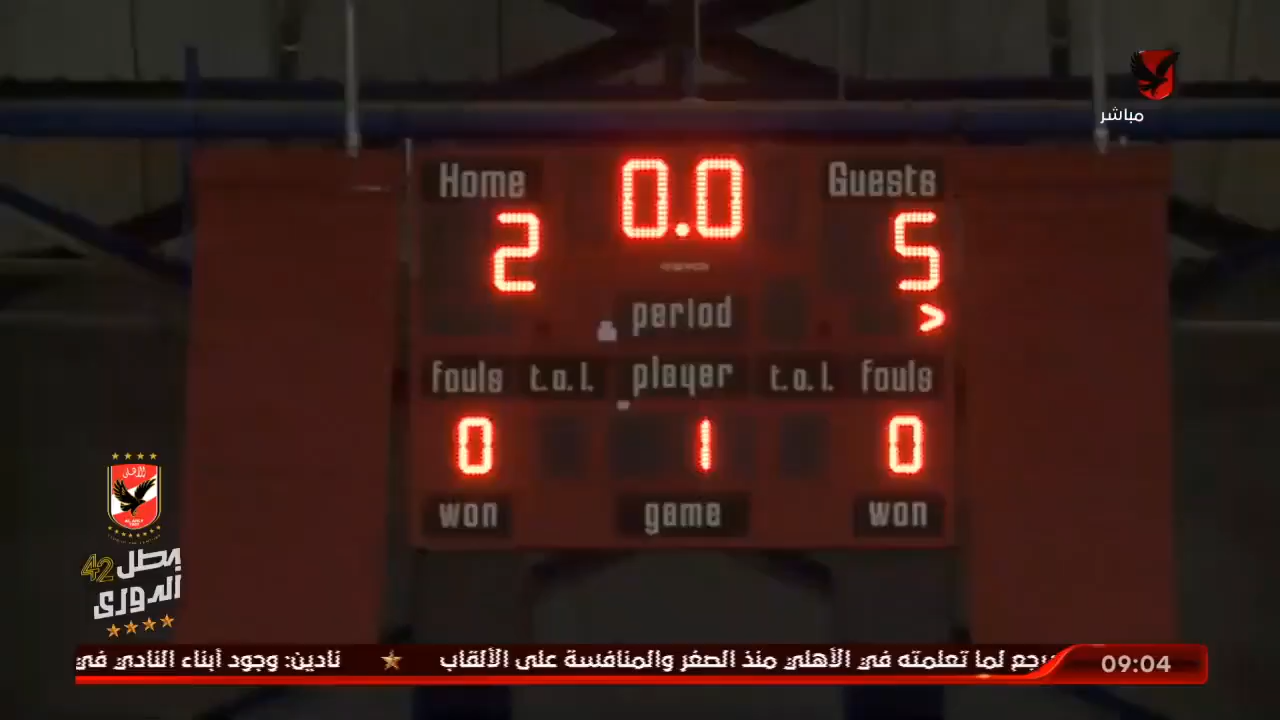 مباشر
Home
0.0
Guests
2
5
>
period
fouls
t.o.l.
player
t.o.l.
fouls
0
1
0
won
game
won
بطل
42
الدوري
لما تعلمته في الأهلي منذ الصغر والمنافسة على الألقاب ★ نادين: وجود أبناء النادي في
09:04